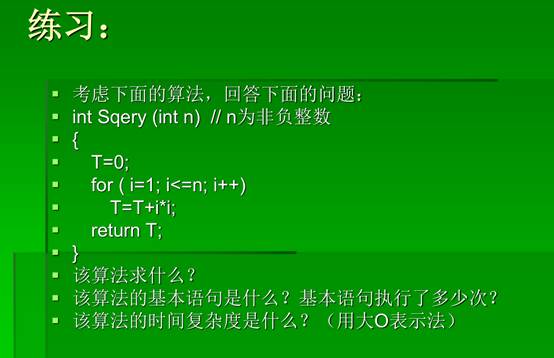 练习：
考虑下面的算法，回答下面的问题：
int Sqery (int n)  // n为非负整数
{
T=0;
for ( i=1; i<=n; i++)
T=T+i*i;
return T;
}
该算法求什么？
该算法的基本语句是什么？基本语句执行了多少次？
该算法的时间复杂度是什么？（用大O表示法）